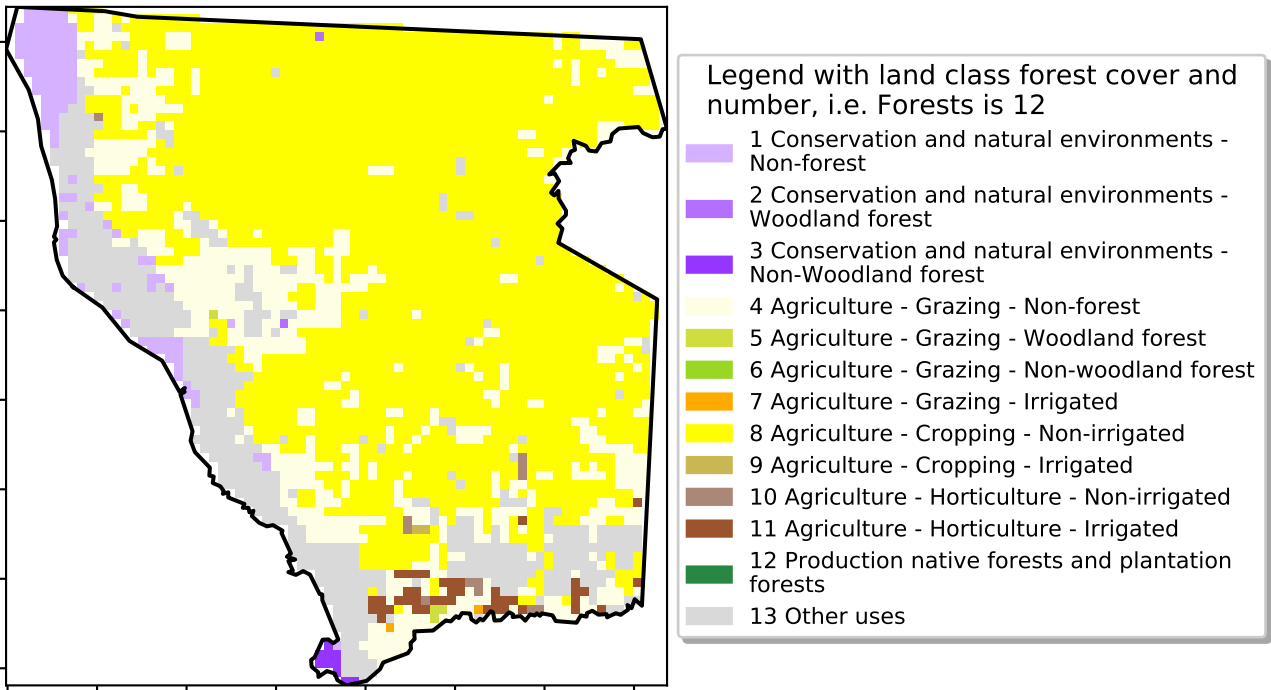 Legend with land class forest cover and
number, i.e. Forests is 12
1 Conservation and natural environments -
Non-forest
2 Conservation and natural environments -
Woodland forest
3 Conservation and natural environments -
Non-Woodland forest
4 Agriculture - Grazing - Non-forest
5 Agriculture - Grazing - Woodland forest
6 Agriculture - Grazing - Non-woodland forest
7 Agriculture - Grazing - Irrigated
8 Agriculture - Cropping - Non-irrigated
9 Agriculture - Cropping - Irrigated
10 Agriculture - Horticulture - Non-irrigated
11 Agriculture - Horticulture - Irrigated
12 Production native forests and plantation
forests
13 Other uses